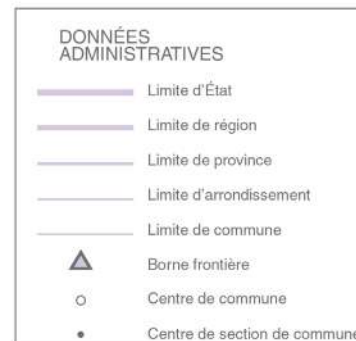 DONNÉES
ADMINISTRATIVES
Limite d'État
Limite de région
Limite de province
Limite d'arrondissement
Limite de commune
Borne frontière
Centre de commune
Centre de section de commune